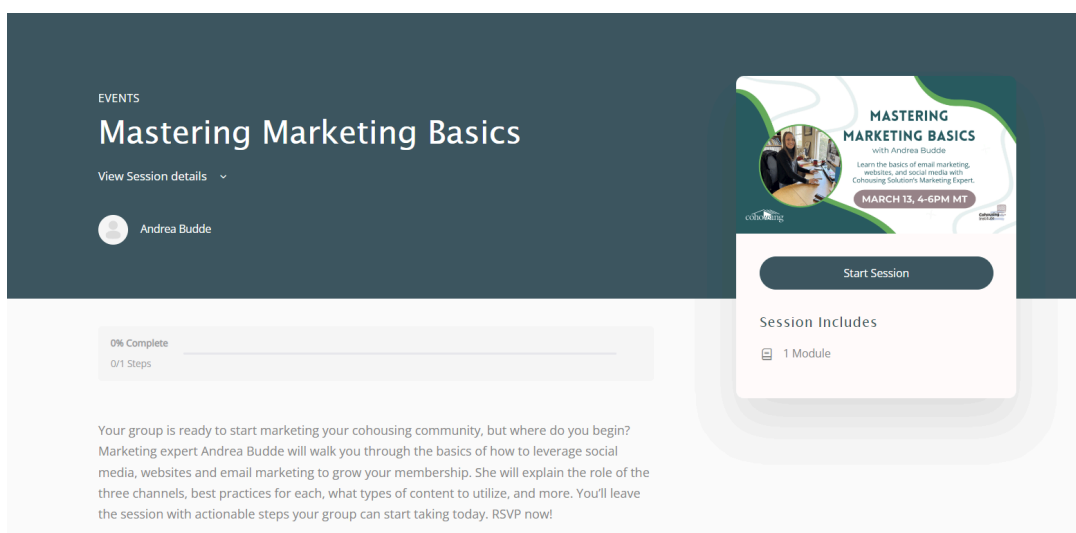 EVENTS
Mastering Marketing Basics
View Session details
Andrea Budde
MASTERING
MARKETING BASICS
with Andrea Budde
Learn the basics of email marketing,
websites, and social media with
Cohousing Solution's Marketing Expert.
MARCH 13, 4-6PM MT
cohousing
Cohousing
Start Session
Session Includes
1 Module
0% Complete
0/1 Steps
Your group is ready to start marketing your cohousing community, but where do you begin?
Marketing expert Andrea Budde will walk you through the basics of how to leverage social
media, websites and email marketing to grow your membership. She will explain the role of the
three channels, best practices for each, what types of content to utilize, and more. You'll leave
the session with actionable steps your group can start taking today. RSVP now!